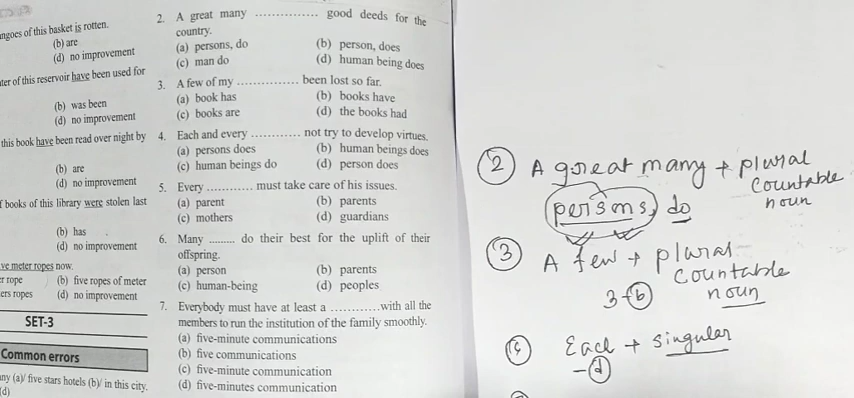 ngoes of this basket is rotten.
(b) are
(d) no improvement
ter of this reservoir have been used for
(b) was been
(d) no improvement
this book have been read over night by
(b) are
(d) no improvement
f books of this library were stolen last
(b) has
(d) no improvement
ve meter ropes now.
er rope (b) five ropes of meter
ers ropes (d) no improvement
SET-3
Common errors
ny (a)/ five stars hotels (b)/ in this city.
(d)
2. A great many ............... good deeds for the
country.
(a) persons, do (b) person, does
(c) man do (d) human being does
3. A few of my ............... been lost so far.
(a) book has (b) books have
(c) books are (d) the books had
4. Each and every ............ not try to develop virtues.
(a) persons does (b) human beings does
(c) human beings do (d) person does
5. Every ............ must take care of his issues.
(a) parent (b) parents
(c) mothers (d) guardians
6. Many ......... do their best for the uplift of their
offspring.
(a) person (b) parents
(c) human-being (d) peoples
7. Everybody must have at least a ............with all the
members to run the institution of the family smoothly.
(a) five-minute communications
(b) five communications
(c) five-minute communication
(d) five-minutes communication
2 A great many + plural
countable
noun
persons, do
3 A few + plural
countable
noun
3-b
Each + singular
- d